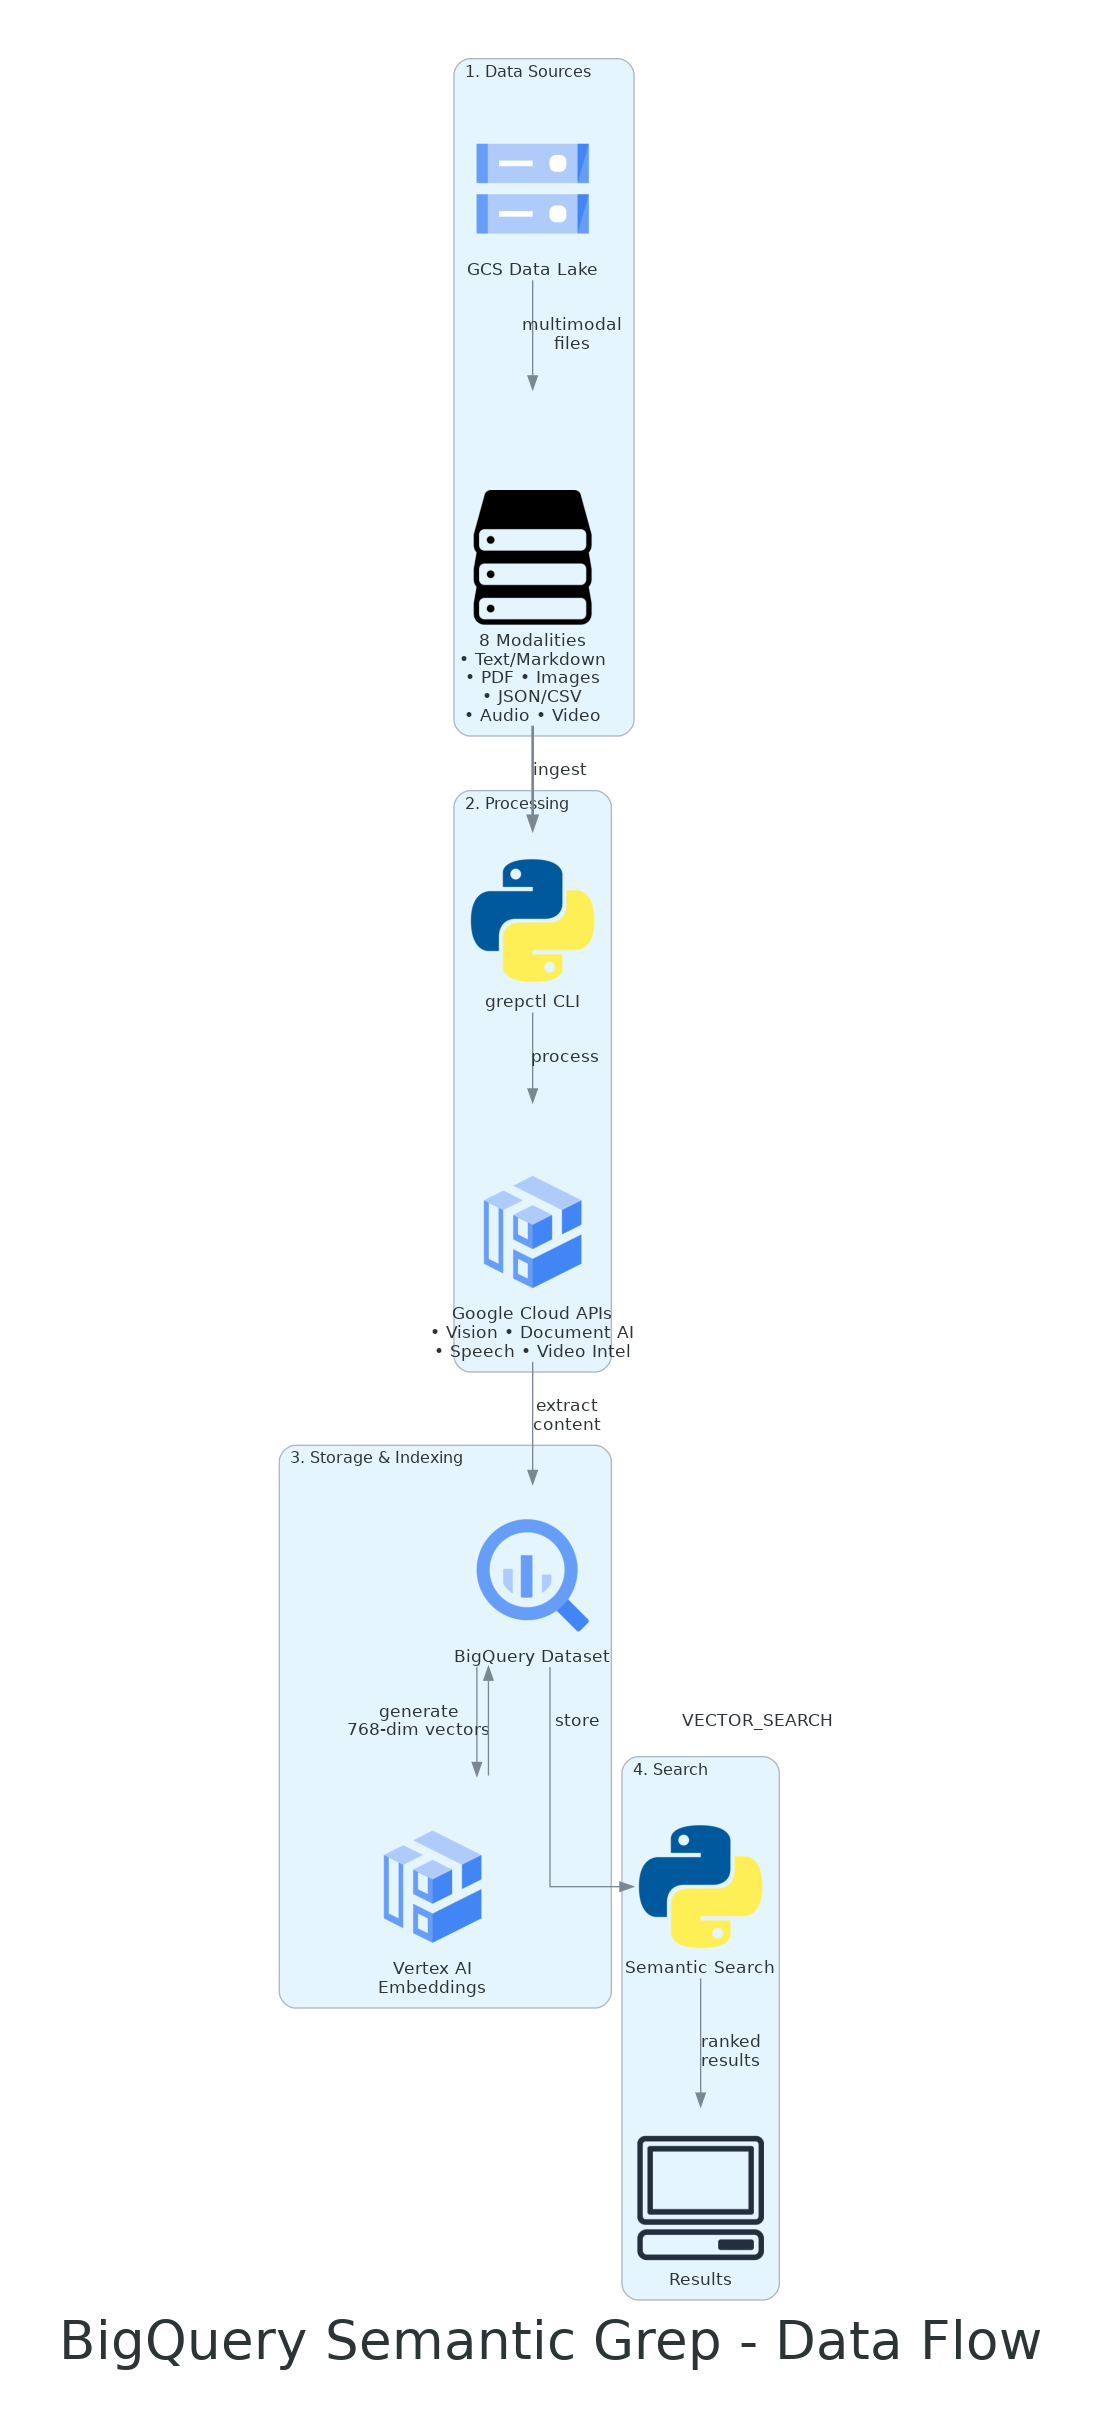 1. Data Sources
GCS Data Lake
multimodal
files
8 Modalities
• Text/Markdown
• PDF • Images
• JSON/CSV
• Audio • Video
ingest
2. Processing
grepctl CLI
process
Google Cloud APIs
• Vision • Document AI
• Speech • Video Intel
extract
content
3. Storage & Indexing
BigQuery Dataset
generate
768-dim vectors
store
VECTOR_SEARCH
4. Search
Vertex AI
Embeddings
Semantic Search
ranked
results
Results
BigQuery Semantic Grep - Data Flow